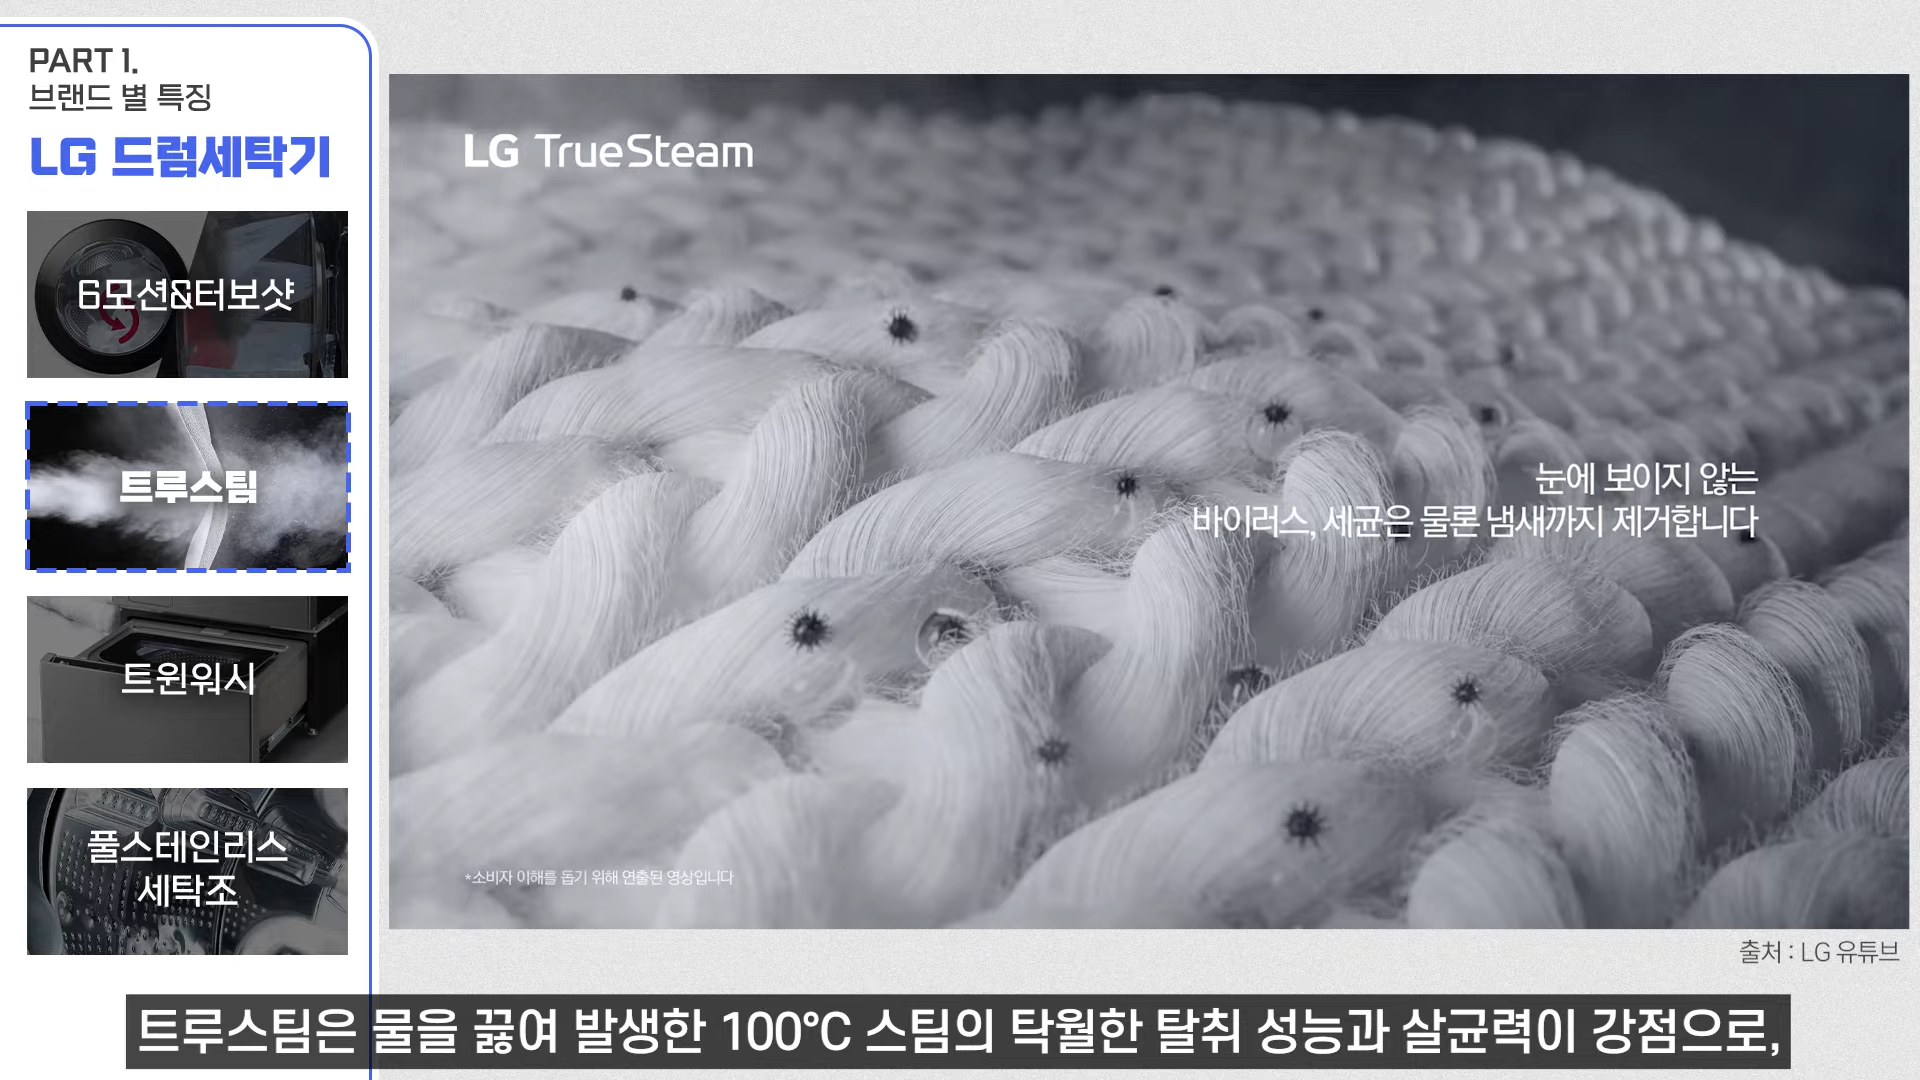 PART 1.
브랜드 별 특징
LG 드럼세탁기
6모션&터보샷
트루스팀
트윈워시
풀스테인리스
세탁조
LG TrueSteam
눈에 보이지 않는
바이러스, 세균은 물론 냄새까지 제거합니다
*소비자 이해를 돕기 위해 연출된 영상입니다
출처 : LG 유튜브
트루스팀은 물을 끓여 발생한 100°C 스팀의 탁월한 탈취 성능과 살균력이 강점으로,